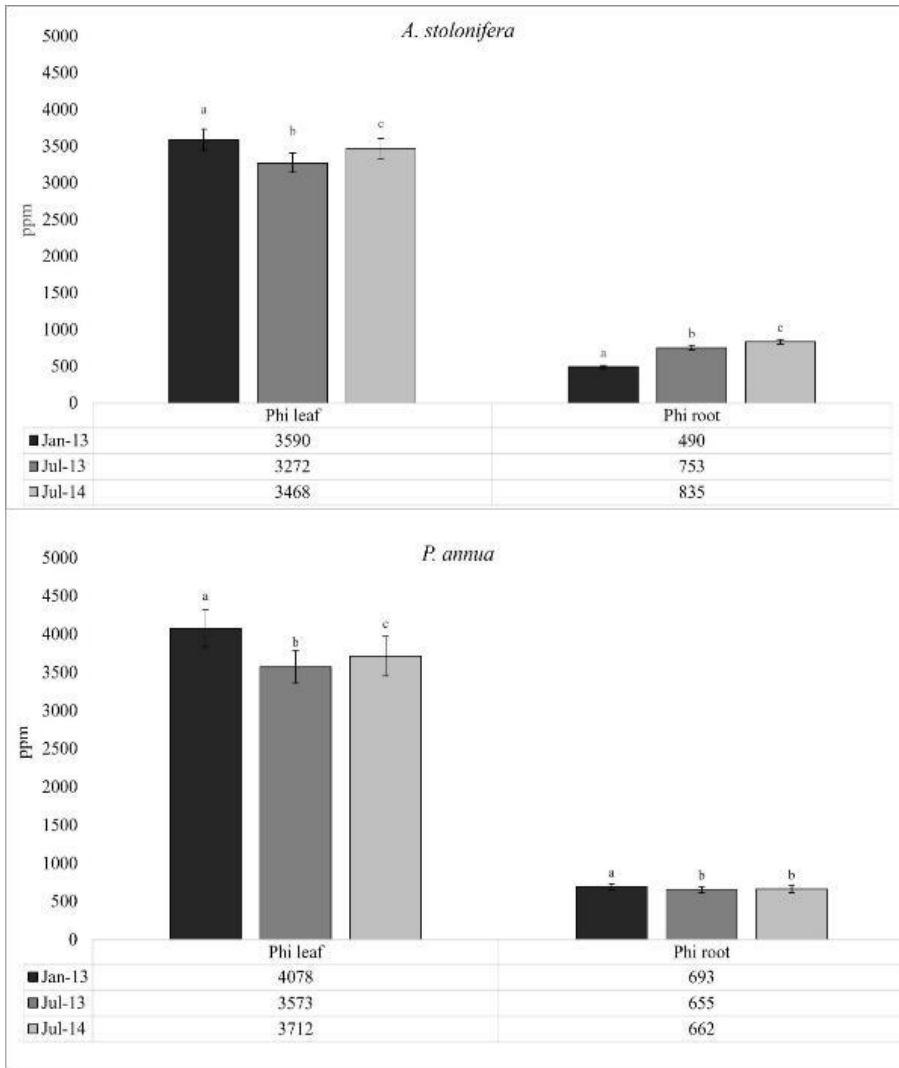 A. stolonifera
5000
4500
4000
3500
3000
2500
2000
1500
1000
500
0
ppm
a
b
c
a
b
c
Phi leaf Phi root
Jan-13 3590 490
Jul-13 3272 753
Jul-14 3468 835
P. annua
5000
4500
4000
3500
3000
2500
2000
1500
1000
500
0
ppm
a
b
c
a
b
b
Phi leaf Phi root
Jan-13 4078 693
Jul-13 3573 655
Jul-14 3712 662